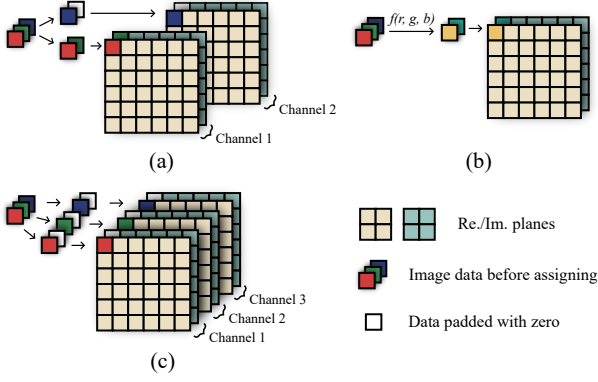 f(r, g, b)
Channel 2
Channel 1
(a)
(b)
Re./Im. planes
Image data before assigning
Channel 3
Channel 2
Channel 1
Data padded with zero
(c)